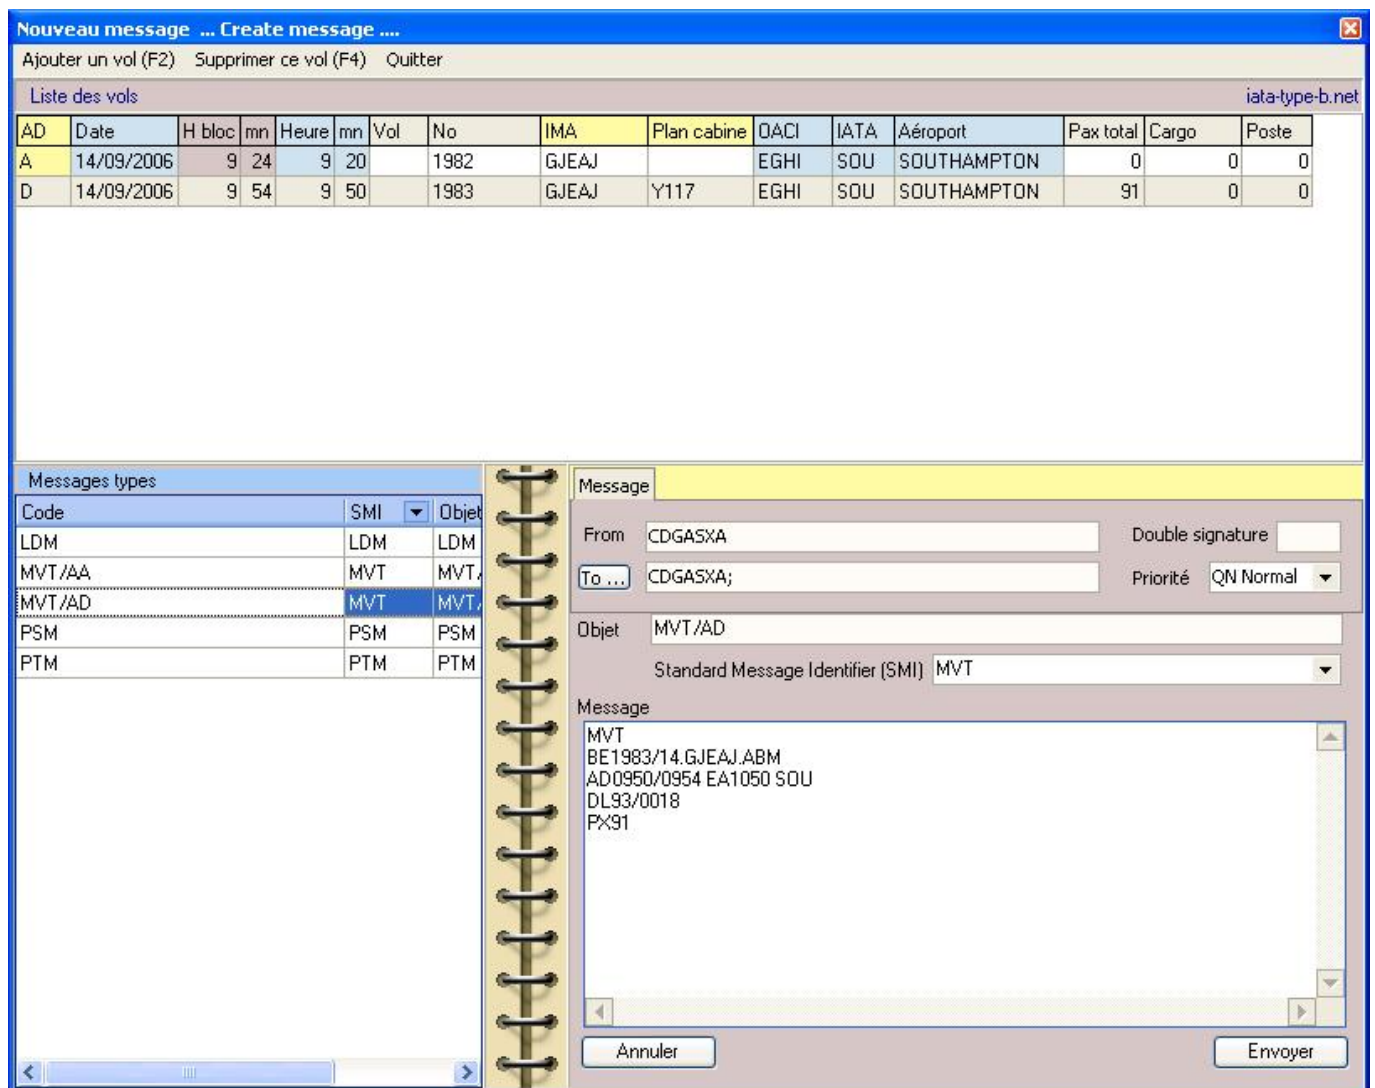 Nouveau message ... Create message ....
Ajouter un vol (F2) Supprimer ce vol (F4) Quitter
Liste des vols iata-type-b.net
AD Date H bloc mn Heure mn Vol No IMA Plan cabine OACI IATA Aéroport Pax total Cargo Poste
A 14/09/2006 9 24 9 20 1982 GJEAJ EGHI SOU SOUTHAMPTON 0 0 0
D 14/09/2006 9 54 9 50 1983 GJEAJ Y117 EGHI SOU SOUTHAMPTON 91 0 0
Messages types
Code SMI Objet
LDM LDM LDM
MVT/AA MVT MVT/
MVT/AD MVT MVT/
PSM PSM PSM
PTM PTM PTM
Message
From CDGASXA Double signature
To ... CDGASXA; Priorité QN Normal
Objet MVT/AD
Standard Message Identifier (SMI) MVT
Message
MVT
BE1983/14.GJEAJ.ABM
AD0950/0954 EA1050 SOU
DL93/0018
PX91
Annuler Envoyer